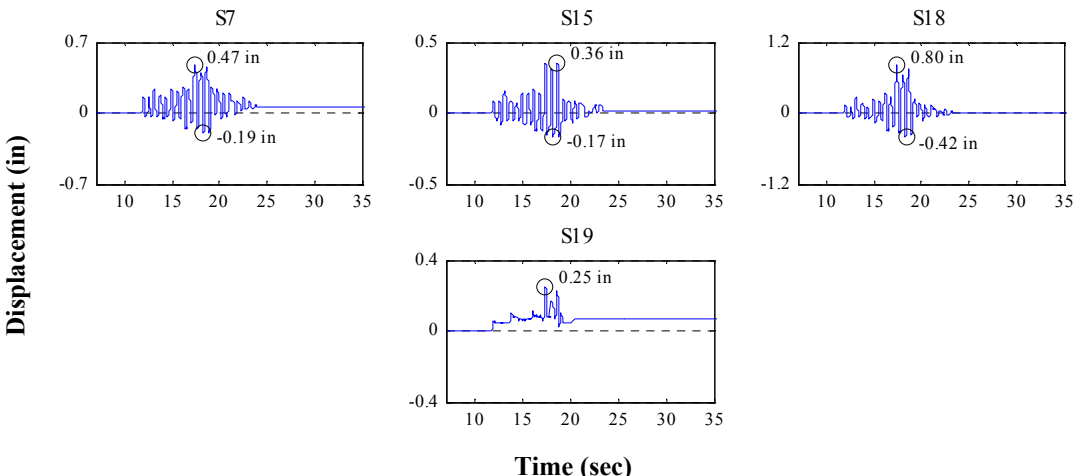 S7
S15
S18
0.7
0
-0.7
0.47 in
-0.19 in
10 15 20 25 30 35
0.5
0
-0.5
0.36 in
-0.17 in
10 15 20 25 30 35
1.2
0
-1.2
0.80 in
-0.42 in
10 15 20 25 30 35
Displacement (in)
S19
0.4
0
-0.4
0.25 in
10 15 20 25 30 35
Time (sec)